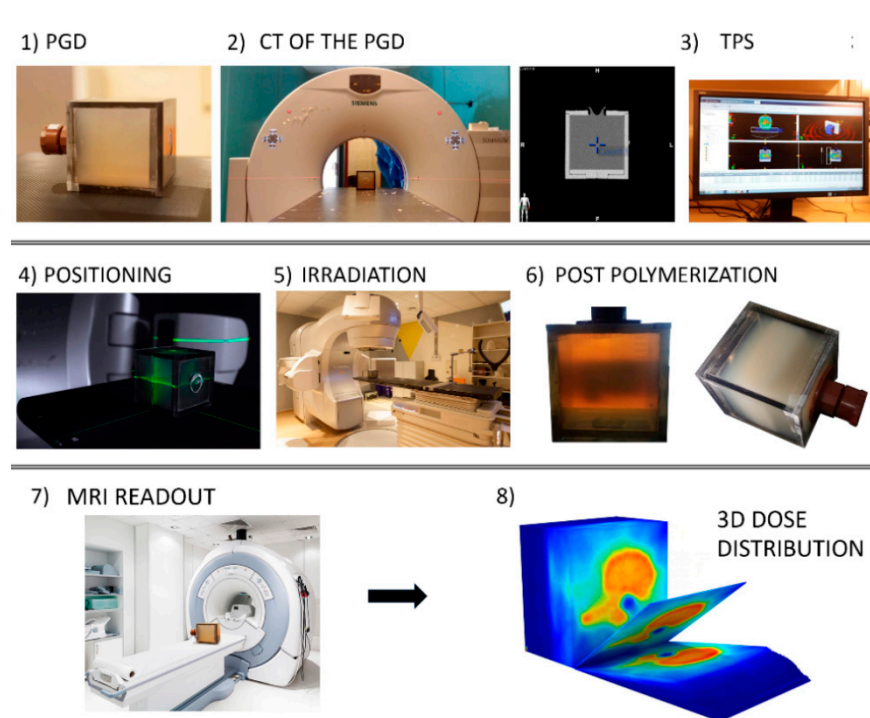 1) PGD
2) CT OF THE PGD
3) TPS
SIEMENS
H
R
L
F
4) POSITIONING
5) IRRADIATION
6) POST POLYMERIZATION
7) MRI READOUT
8)
3D DOSE
DISTRIBUTION